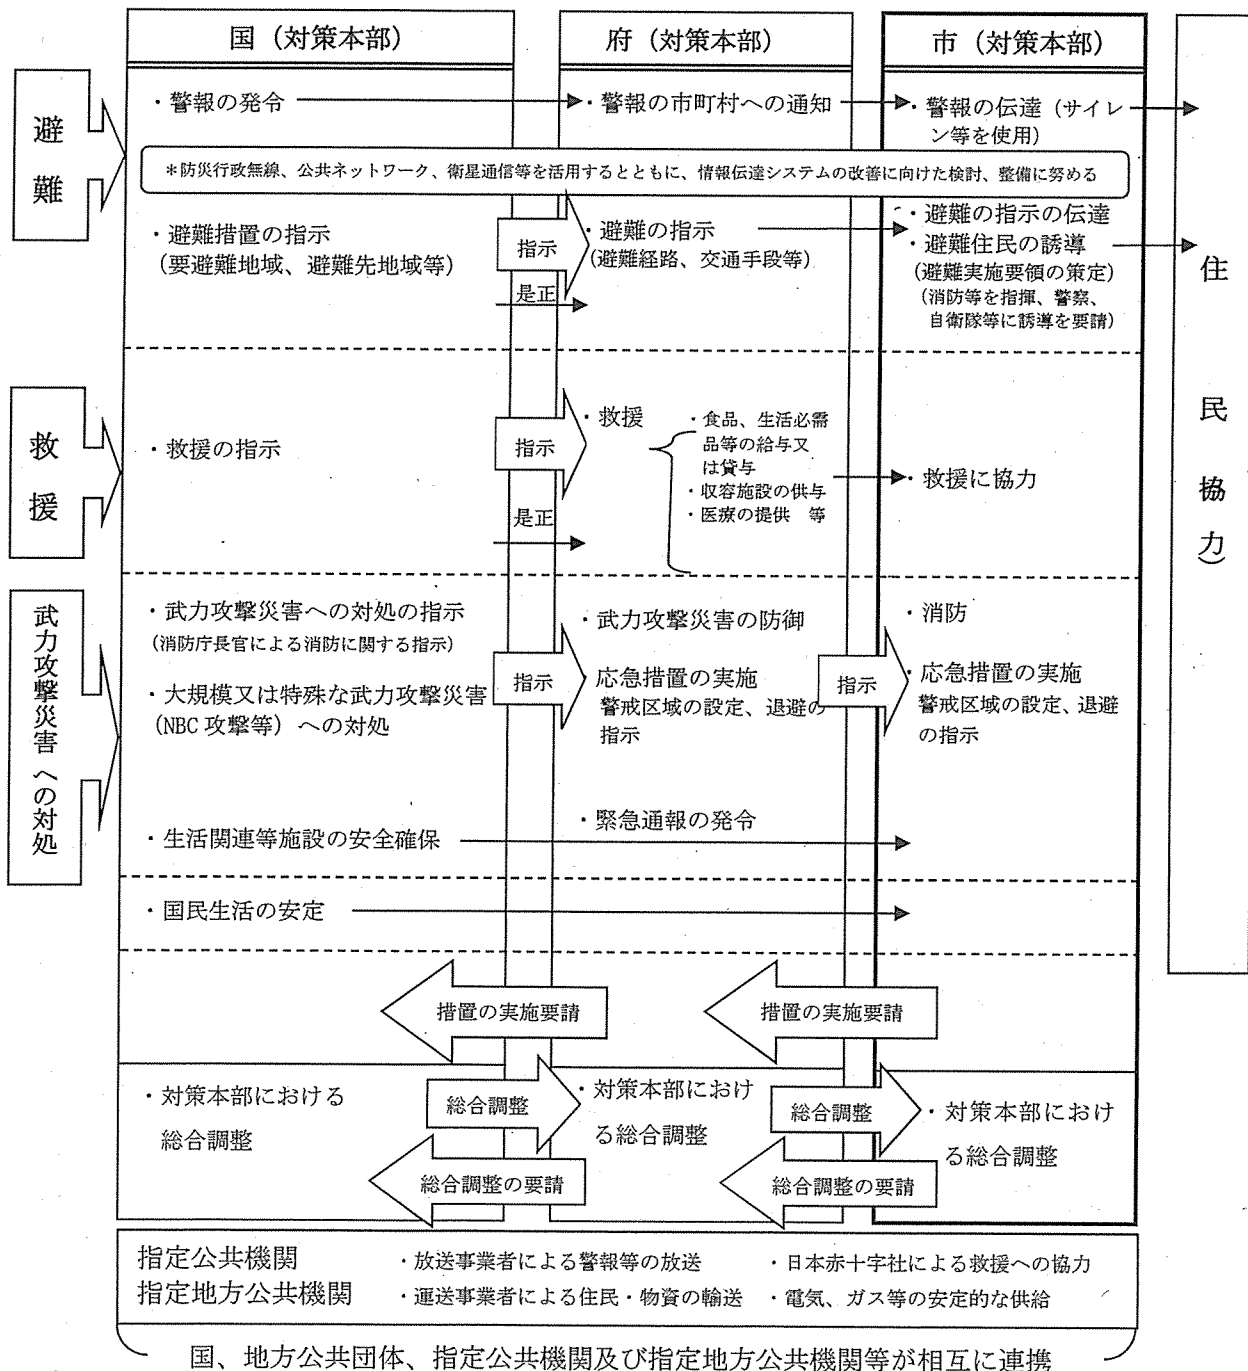 国（対策本部）
府（対策本部）
市（対策本部）
避難
・警報の発令
・警報の市町村への通知
・警報の伝達（サイレ
ン等を使用）
＊防災行政無線、公共ネットワーク、衛星通信等を活用するとともに、情報伝達システムの改善に向けた検討、整備に努める
・避難措置の指示
（要避難地域、避難先地域等）
指示
是正
・避難の指示
（避難経路、交通手段等）
・避難の指示の伝達
・避難住民の誘導
（避難実施要領の策定）
（消防等を指揮、警察、
自衛隊等に誘導を要請）
住民協力）
救援
・救援の指示
指示
是正
・救援
・食品、生活必需
品等の給与又
は貸与
・収容施設の供与
・医療の提供　等
・救援に協力
武力攻撃災害への対処
・武力攻撃災害への対処の指示
（消防庁長官による消防に関する指示）
・大規模又は特殊な武力攻撃災害
（NBC 攻撃等）への対処
指示
・武力攻撃災害の防御
・応急措置の実施
警戒区域の設定、退避の
指示
指示
・消防
・応急措置の実施
警戒区域の設定、退避
の指示
・緊急通報の発令
・生活関連等施設の安全確保
・国民生活の安定
措置の実施要請
措置の実施要請
・対策本部における
総合調整
総合調整
・対策本部におけ
る総合調整
総合調整
・対策本部におけ
る総合調整
総合調整の要請
総合調整の要請
指定公共機関
指定地方公共機関
・放送事業者による警報等の放送
・日本赤十字社による救援への協力
・運送事業者による住民・物資の輸送
・電気、ガス等の安定的な供給
国、地方公共団体、指定公共機関及び指定地方公共機関等が相互に連携